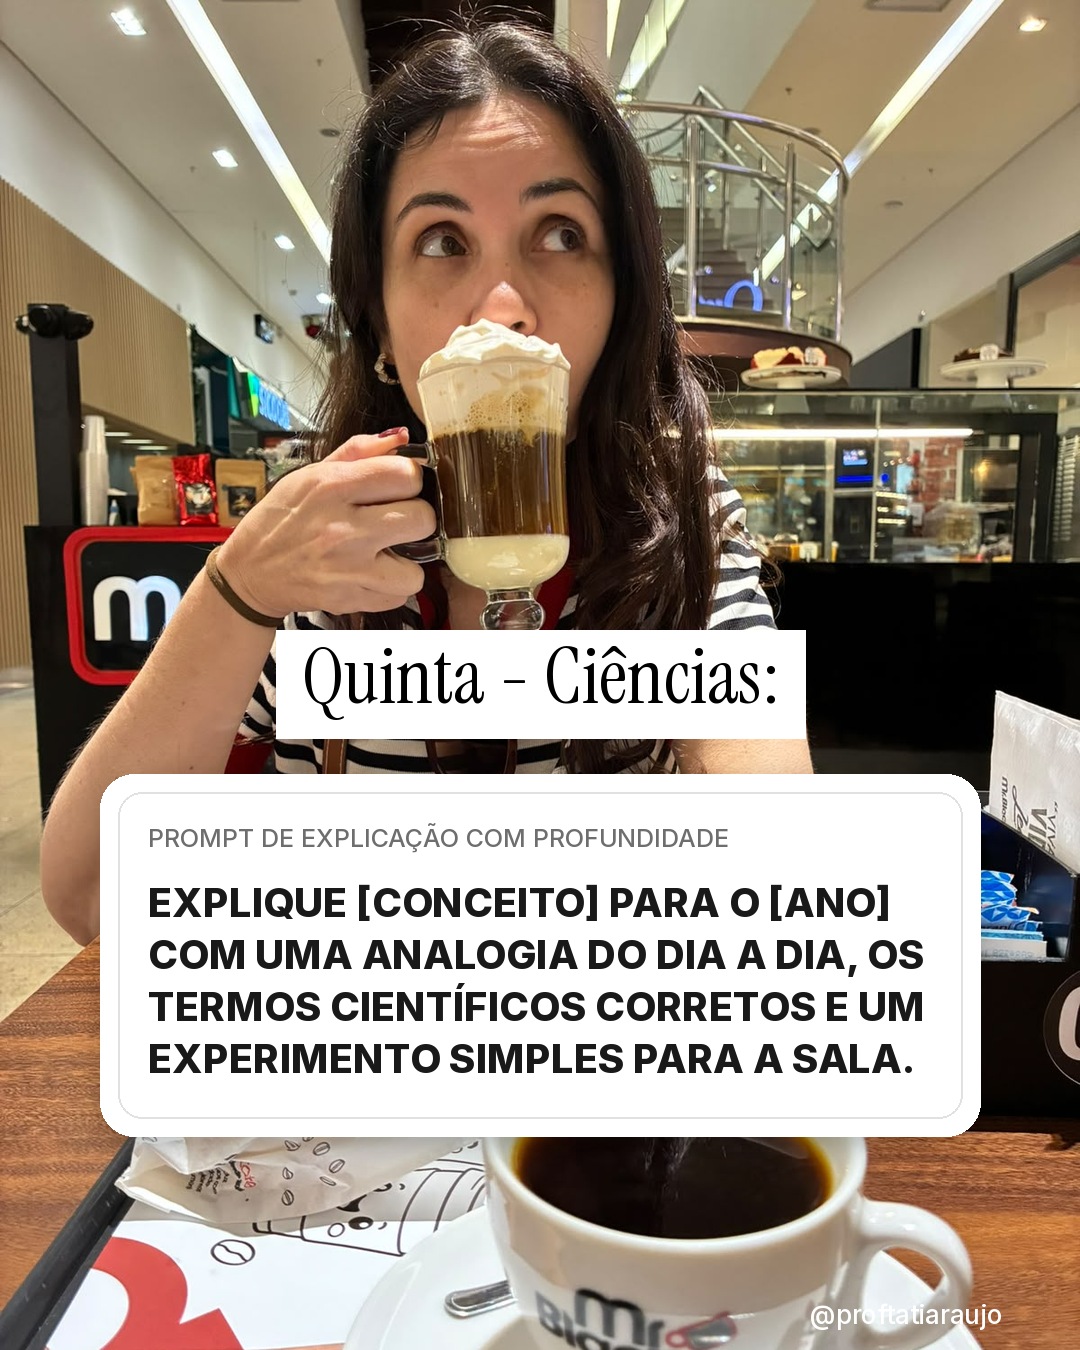 m
Quinta - Ciências:
PROMPT DE EXPLICAÇÃO COM PROFUNDIDADE
EXPLIQUE [CONCEITO] PARA O [ANO]
COM UMA ANALOGIA DO DIA A DIA, OS
TERMOS CIENTÍFICOS CORRETOS E UM
EXPERIMENTO SIMPLES PARA A SALA.
Mr
@proftatiaraujo